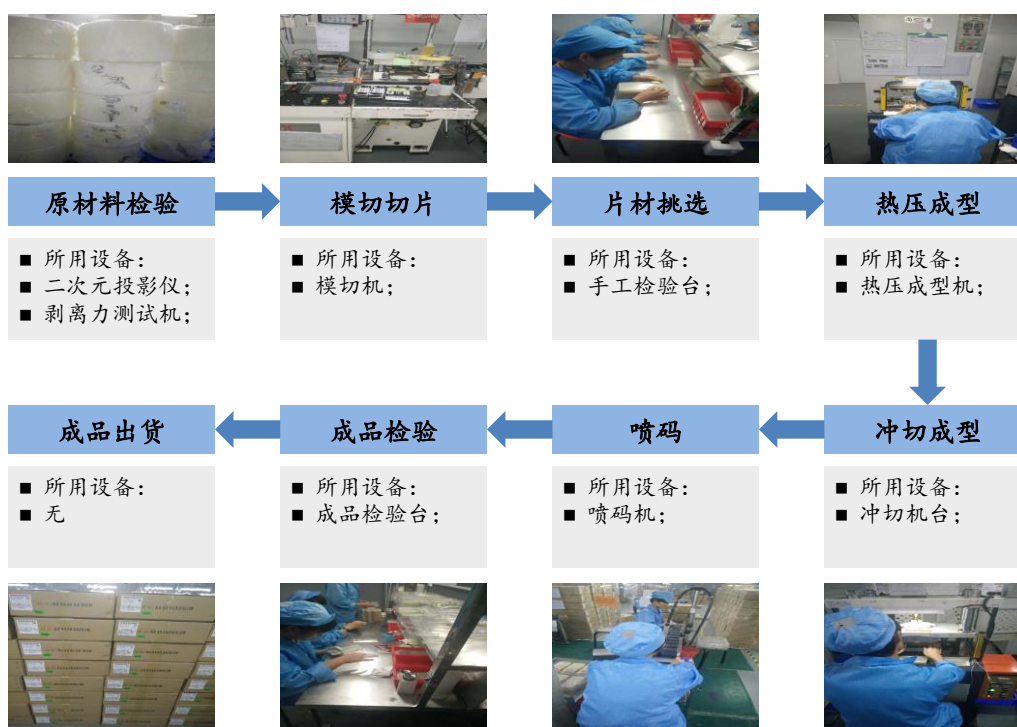 原材料检验
模切切片
片材挑选
热压成型
■ 所用设备：
■ 二次元投影仪；
■ 剥离力测试机；
■ 所用设备：
■ 模切机；
■ 所用设备：
■ 手工检验台；
■ 所用设备：
■ 热压成型机；
冲切成型
喷码
成品检验
成品出货
■ 所用设备：
■ 冲切机台；
■ 所用设备：
■ 喷码机；
■ 所用设备：
■ 成品检验台；
■ 所用设备：
■ 无